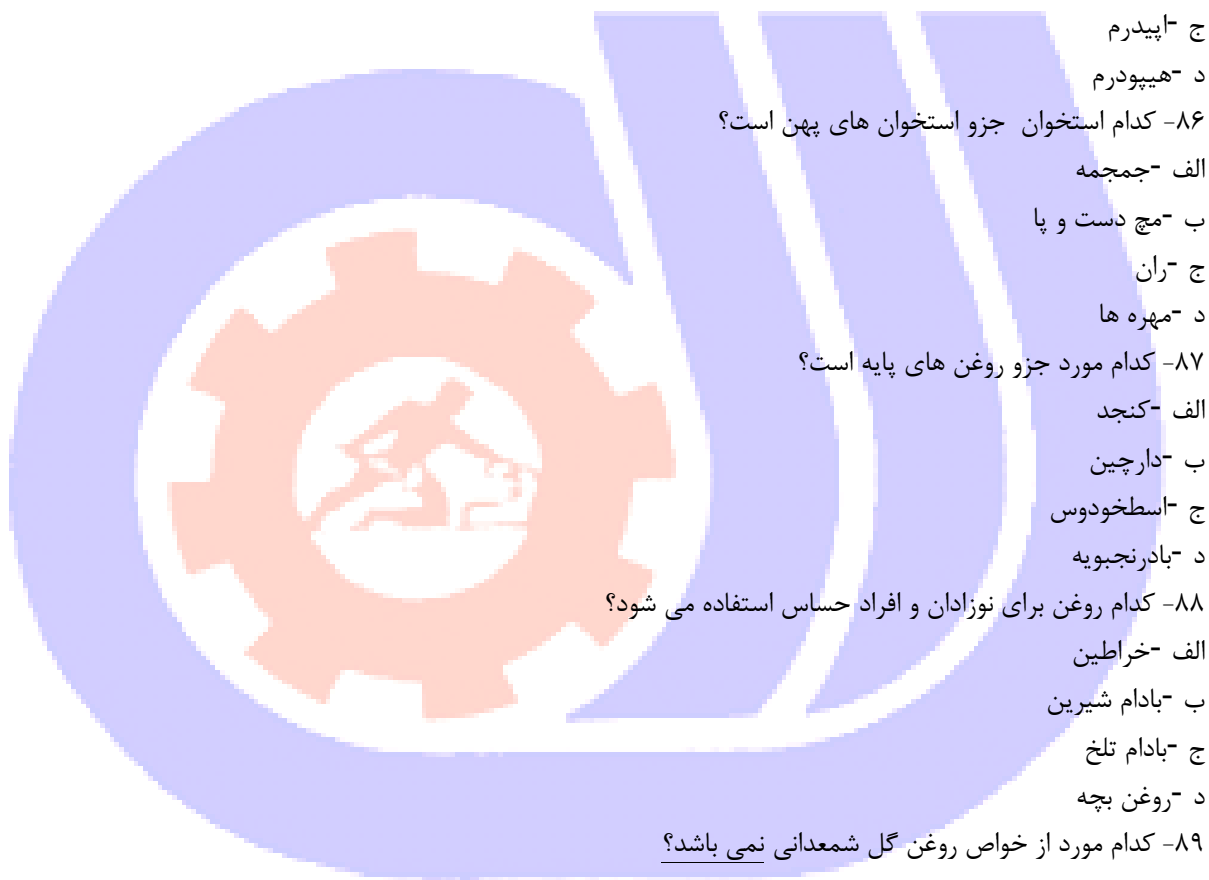 ج -اپیدرم
د -هیپودرم
۸۶- کدام استخوان جزو استخوان های پهن است؟
الف -جمجمه
ب -مچ دست و پا
ج -ران
د -مهره ها
۸۷- کدام مورد جزو روغن های پایه است؟
الف -کنجد
ب -دارچین
ج -اسطخودوس
د -بادرنجبویه
۸۸- کدام روغن برای نوزادان و افراد حساس استفاده می شود؟
الف -خراطین
ب -بادام شیرین
ج -بادام تلخ
د -روغن بچه
۸۹- کدام مورد از خواص روغن گل شمعدانی نمی باشد؟